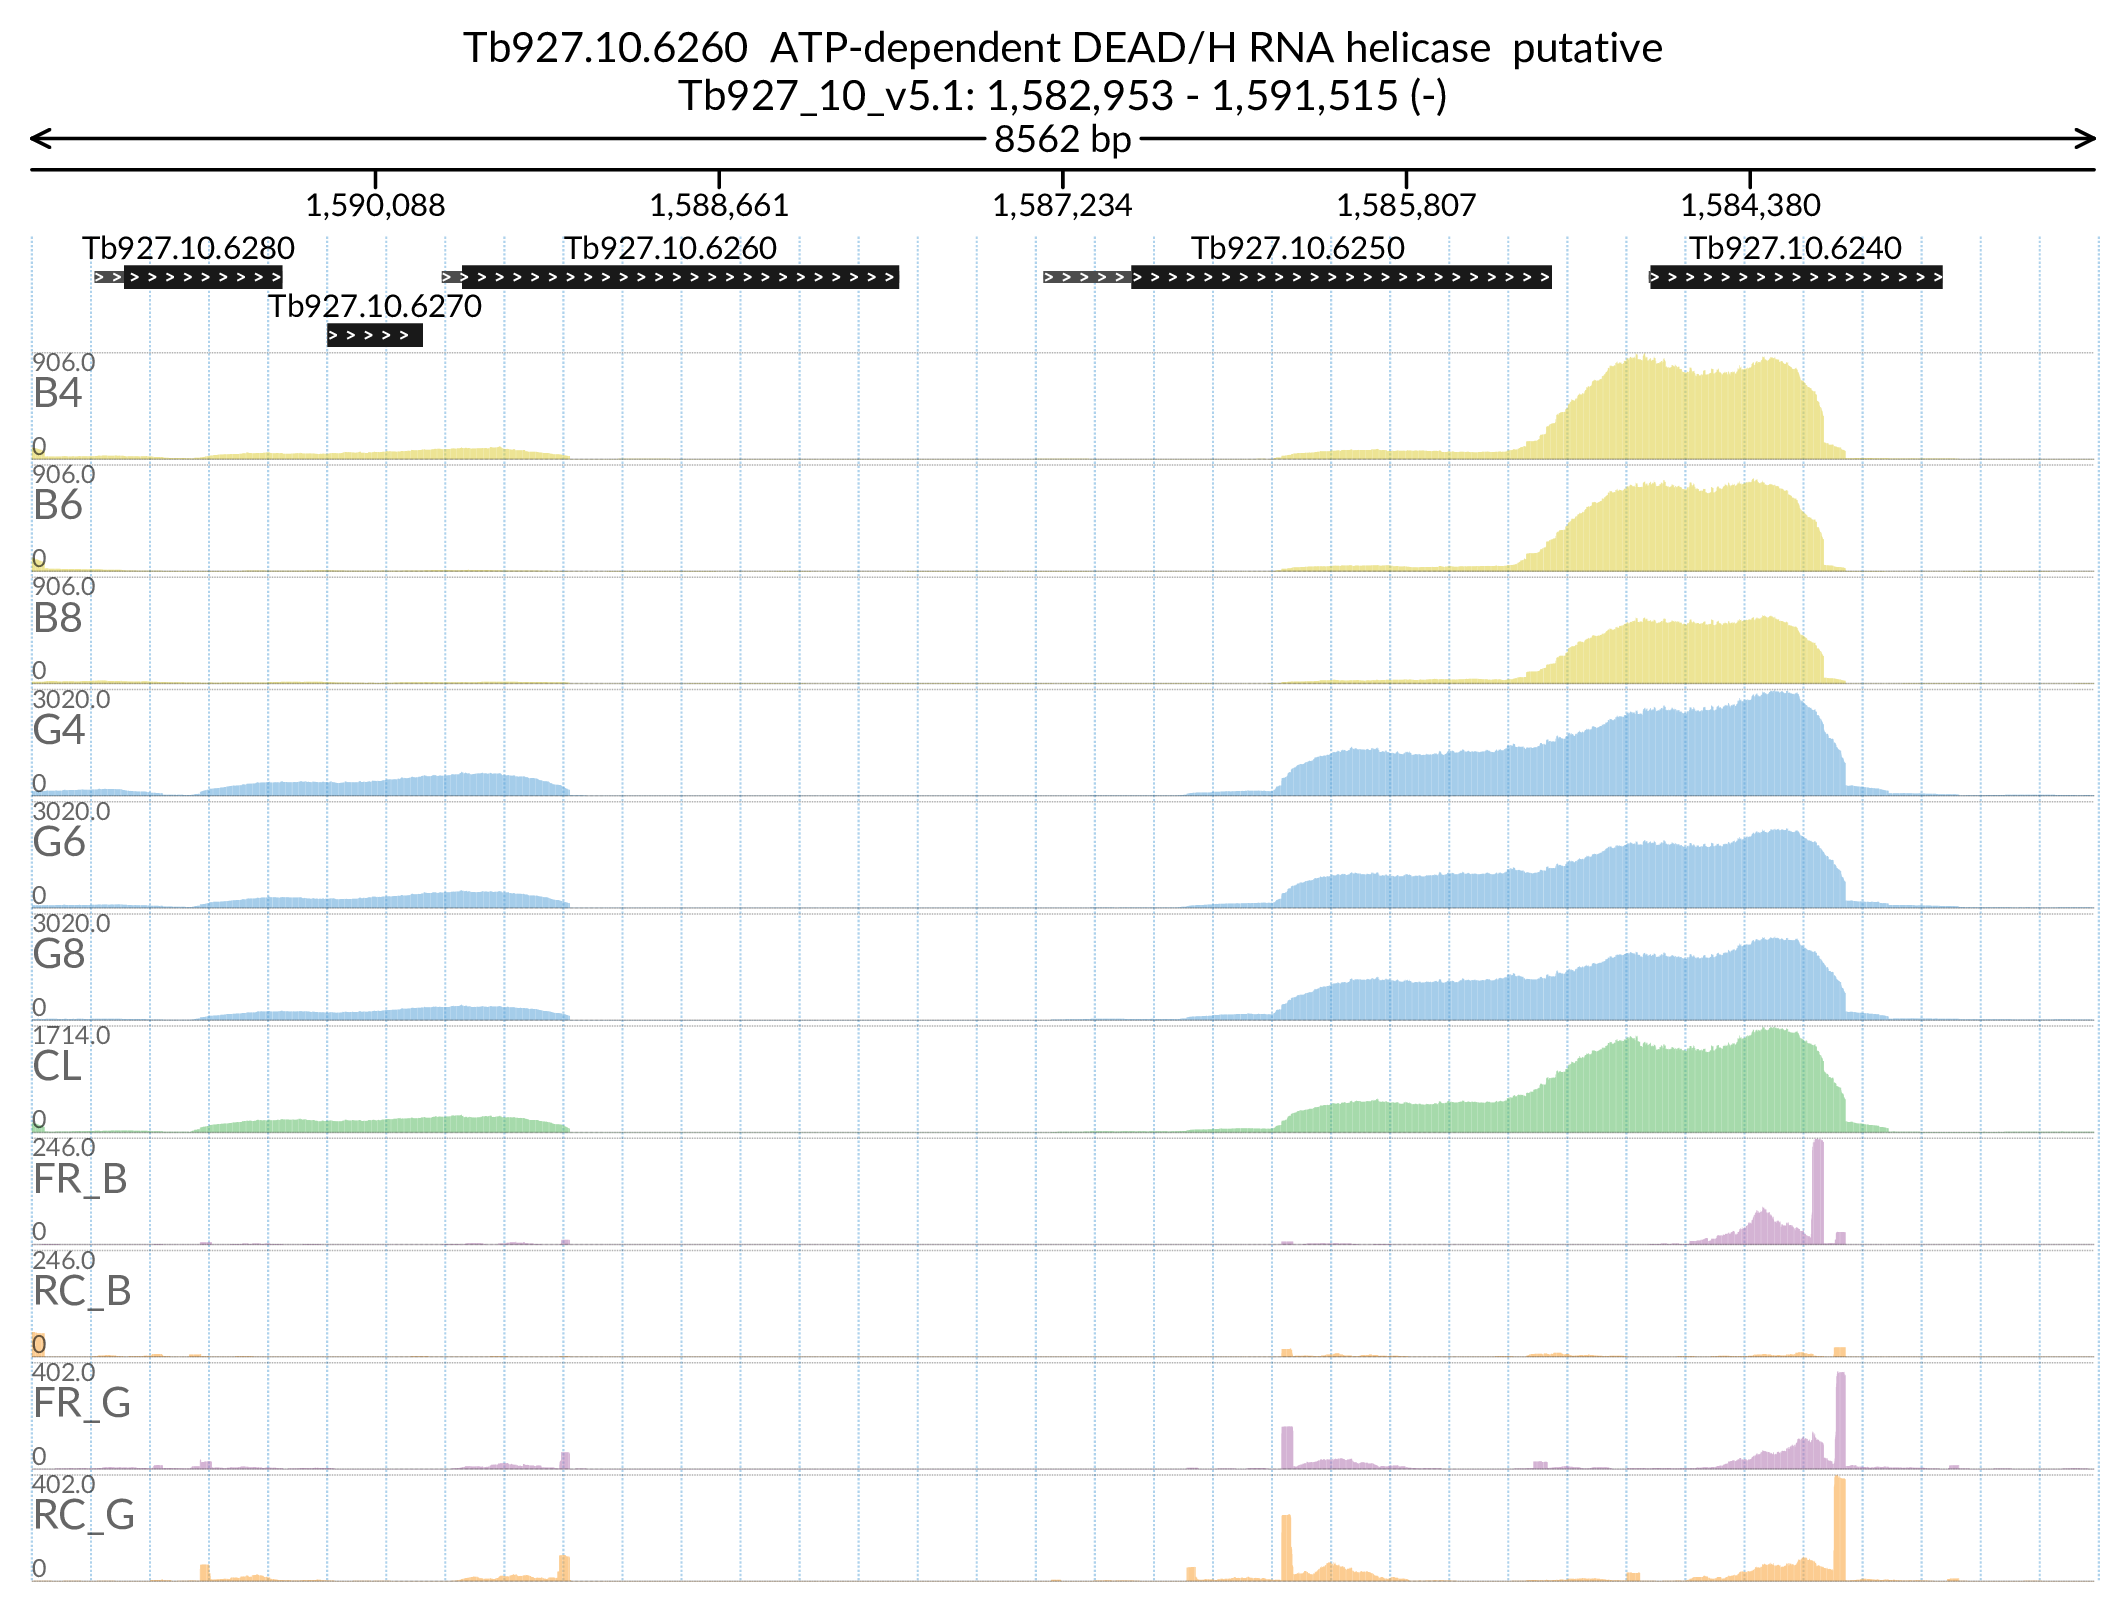 Tb927.10.6260 ATP-dependent DEAD/H RNA helicase putative
Tb927_10_v5.1: 1,582,953 - 1,591,515 (-)
8562 bp
1,590,088 1,588,661 1,587,234 1,585,807 1,584,380
Tb927.10.6280 Tb927.10.6260 Tb927.10.6250 Tb927.10.6240
Tb927.10.6270
906.0
B4
0
906.0
B6
0
906.0
B8
0
3020.0
G4
0
3020.0
G6
0
3020.0
G8
0
1714.0
CL
0
246.0
FR_B
0
246.0
RC_B
0
402.0
FR_G
0
402.0
RC_G
0